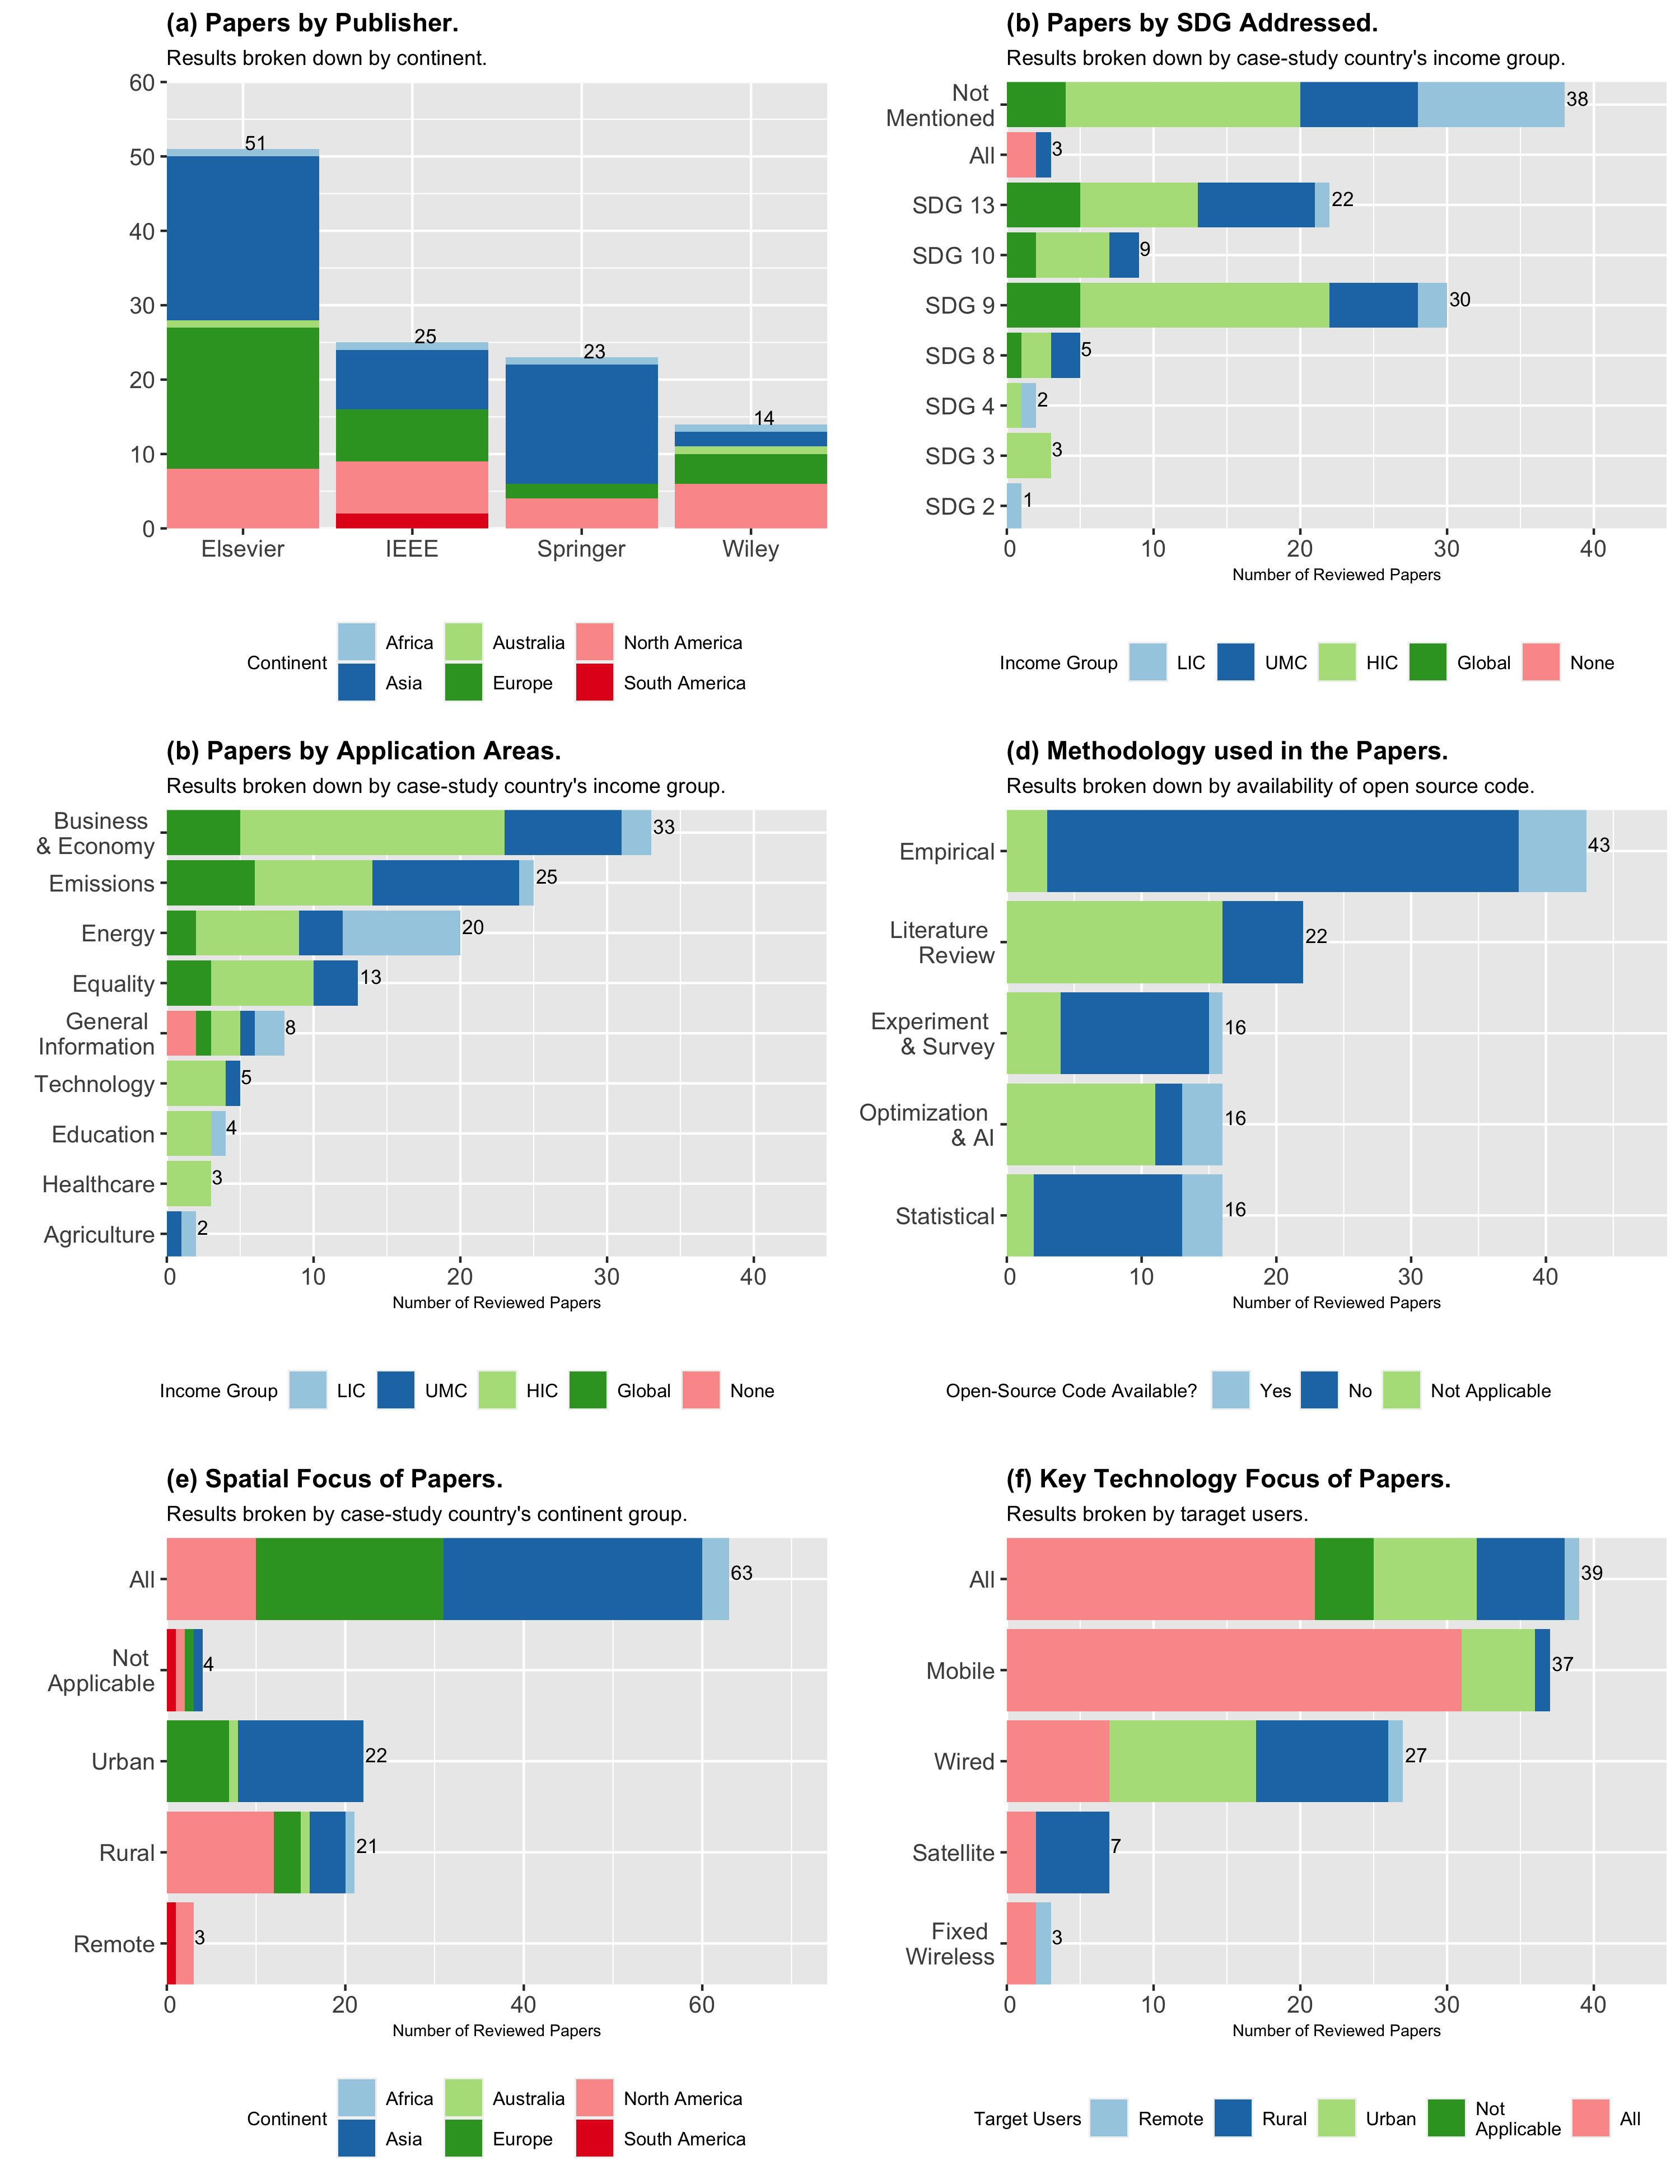 (a) Papers by Publisher.
Results broken down by continent.
60
50
40
30
20
10
0
51
25
23
14
Elsevier IEEE Springer Wiley
Continent
Africa Australia North America
Asia Europe South America
(b) Papers by SDG Addressed.
Results broken down by case-study country's income group.
Not
Mentioned
38
All
3
SDG 13
22
SDG 10
9
SDG 9
30
SDG 8
5
SDG 4
2
SDG 3
3
SDG 2
1
0 10 20 30 40
Number of Reviewed Papers
Income Group LIC UMC HIC Global None
(b) Papers by Application Areas.
Results broken down by case-study country's income group.
Business
& Economy
33
Emissions
25
Energy
20
Equality
13
General
Information
8
Technology
5
Education
4
Healthcare
3
Agriculture
2
0 10 20 30 40
Number of Reviewed Papers
Income Group LIC UMC HIC Global None
(d) Methodology used in the Papers.
Results broken down by availability of open source code.
Empirical
43
Literature
Review
22
Experiment
& Survey
16
Optimization
& AI
16
Statistical
16
0 10 20 30 40
Number of Reviewed Papers
Open-Source Code Available? Yes No Not Applicable
(e) Spatial Focus of Papers.
Results broken by case-study country's continent group.
All
63
Not
Applicable
4
Urban
22
Rural
21
Remote
3
0 20 40 60
Number of Reviewed Papers
Continent
Africa Australia North America
Asia Europe South America
(f) Key Technology Focus of Papers.
Results broken by taraget users.
All
39
Mobile
37
Wired
27
Satellite
7
Fixed
Wireless
3
0 10 20 30 40
Number of Reviewed Papers
Target Users Remote Rural Urban Not
Applicable All